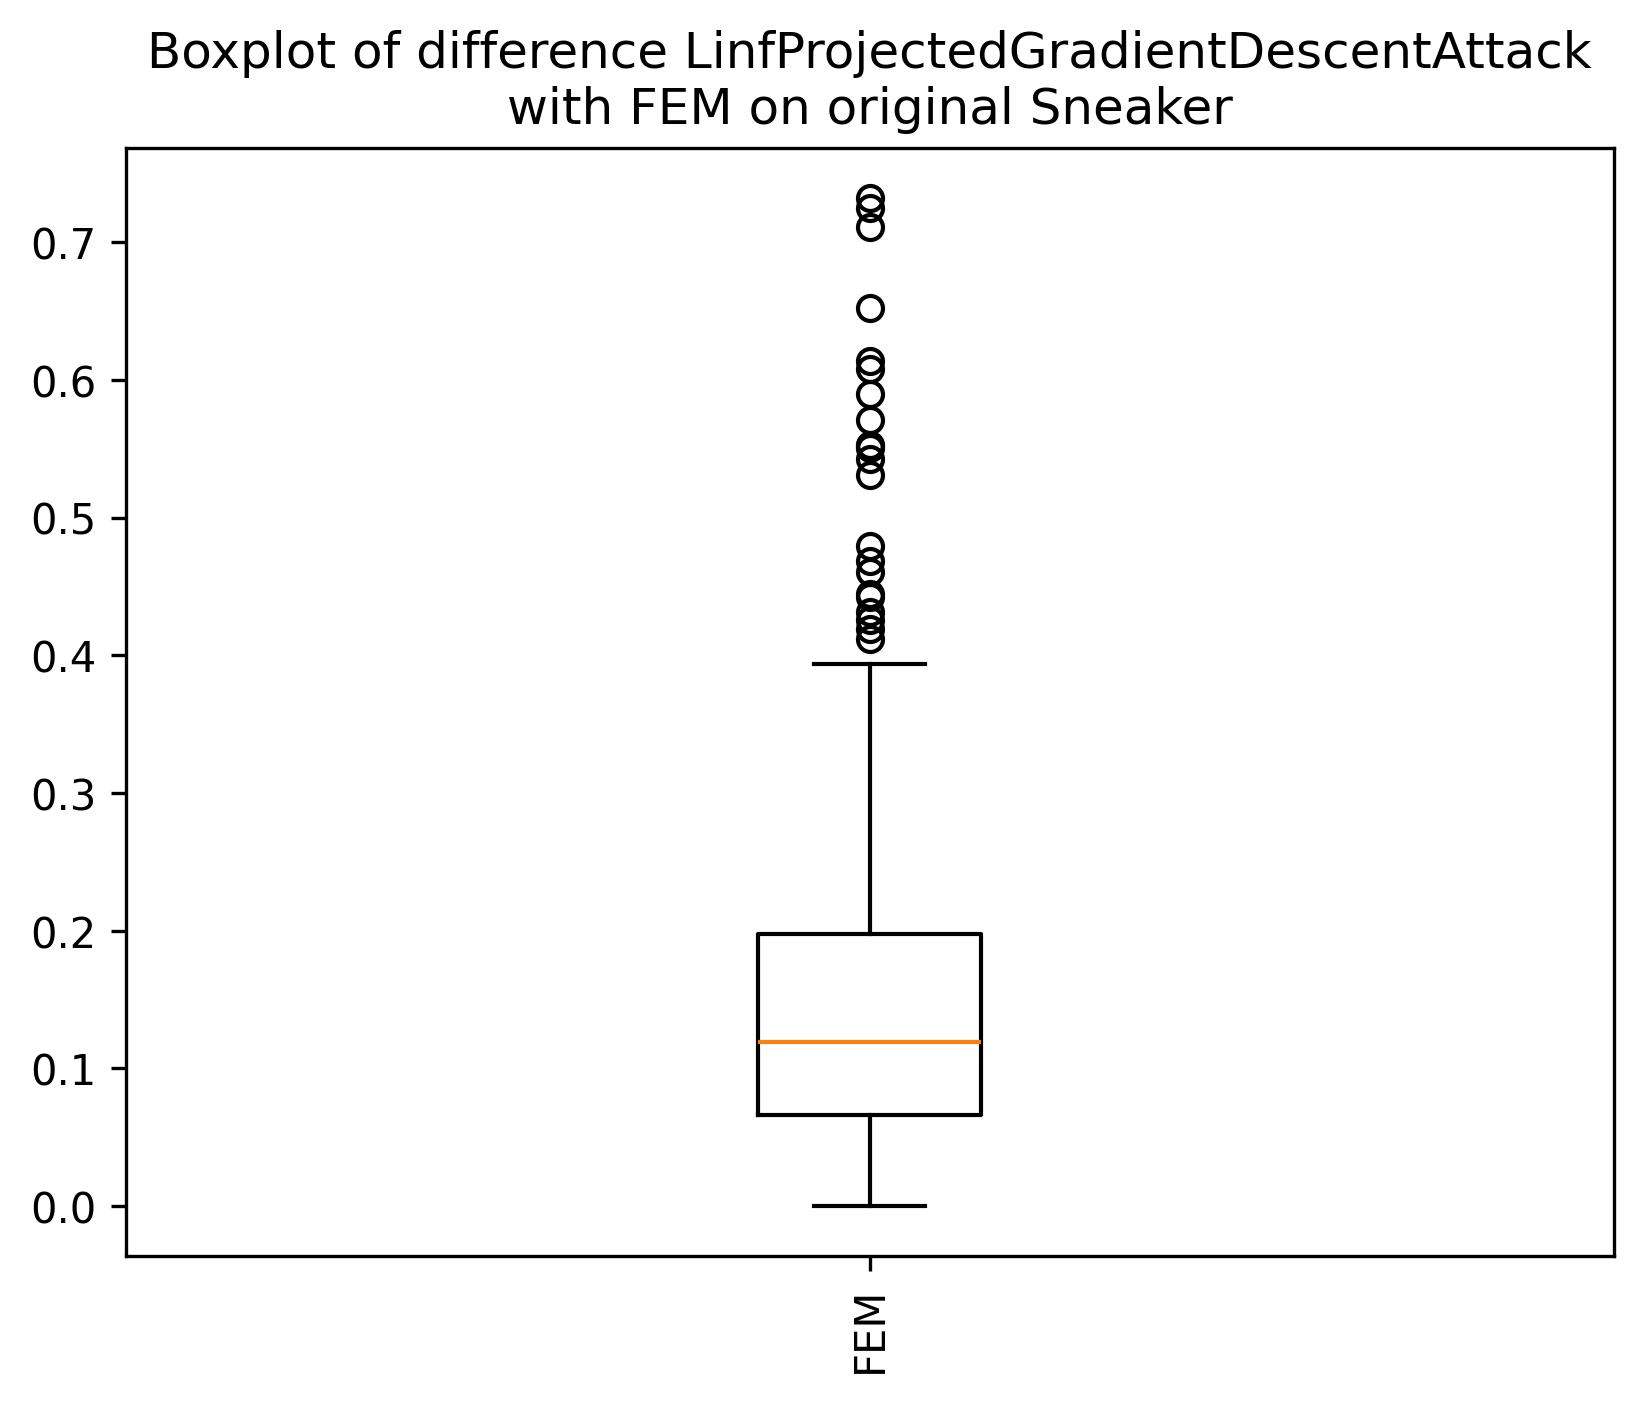 Boxplot of difference LinfProjectedGradientDescentAttack
with FEM on original Sneaker
0.7
0.6
0.5
0.4
0.3
0.2
0.1
0.0
FEM